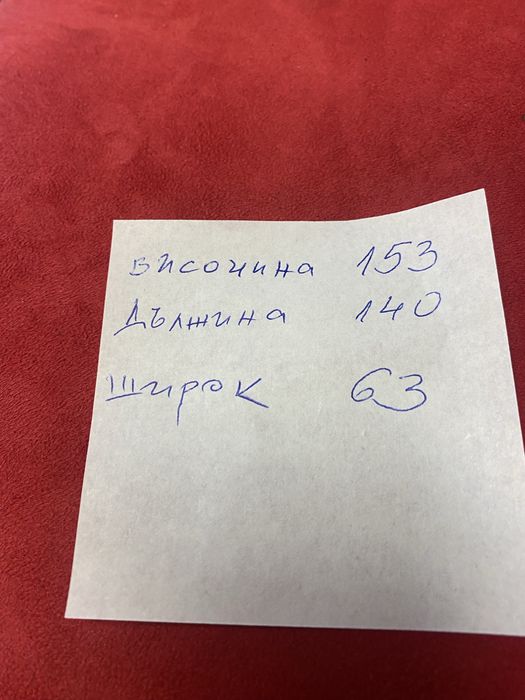 височина 153
Дължина 140
широк 63